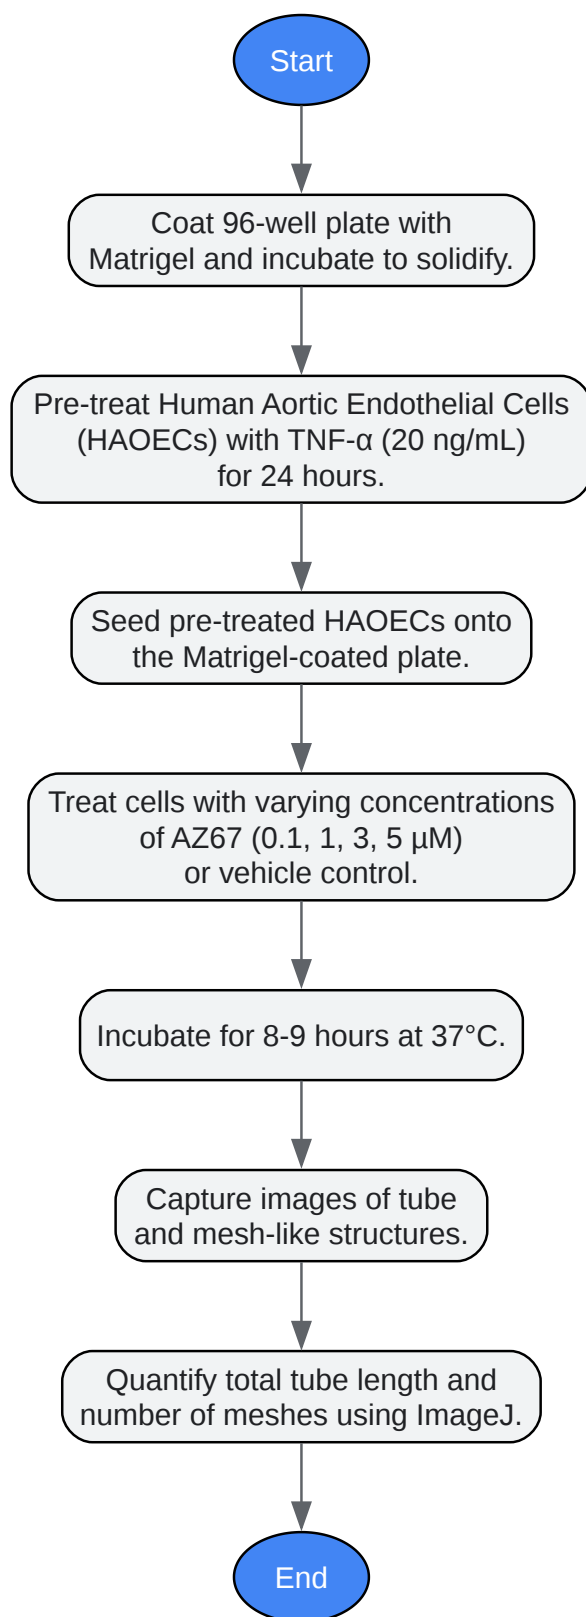 Start
Coat 96-well plate with
Matrigel and incubate to solidify.
Pre-treat Human Aortic Endothelial Cells
(HAOECs) with TNF-α (20 ng/mL)
for 24 hours.
Seed pre-treated HAOECs onto
the Matrigel-coated plate.
Treat cells with varying concentrations
of AZ67 (0.1, 1, 3, 5 µM)
or vehicle control.
Incubate for 8-9 hours at 37°C.
Capture images of tube
and mesh-like structures.
Quantify total tube length and
number of meshes using ImageJ.
End